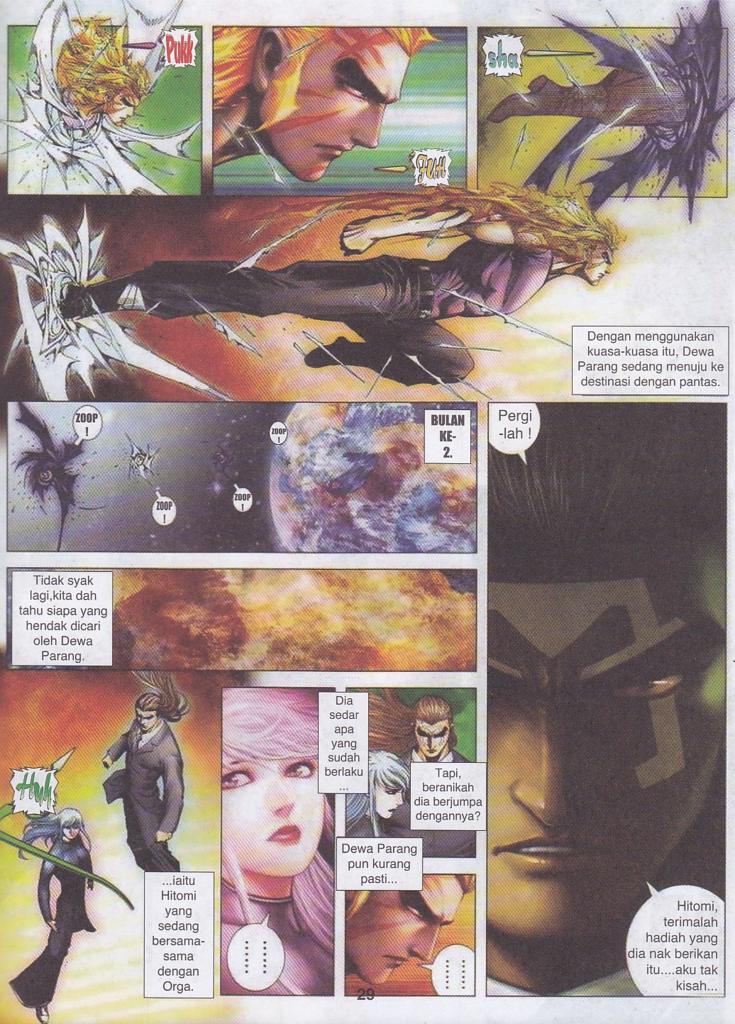 PUKK
FUH
sha
Dengan menggunakan
kuasa-kuasa itu, Dewa
Parang sedang menuju ke
destinasi dengan pantas.
ZOOP
!
ZOOP
!
ZOOP
!
ZOOP
!
BULAN
KE-
2.
Pergi
-lah !
Tidak syak
lagi,kita dah
tahu siapa yang
hendak dicari
oleh Dewa
Parang.
Huh
...iaitu
Hitomi
yang
sedang
bersama-
sama
dengan
Orga.
Dia
sedar
apa
yang
sudah
berlaku
...
Tapi,
beranikah
dia berjumpa
dengannya?
Dewa Parang
pun kurang
pasti...
Hitomi,
terimalah
hadiah yang
dia nak berikan
itu....aku tak
kisah...
29